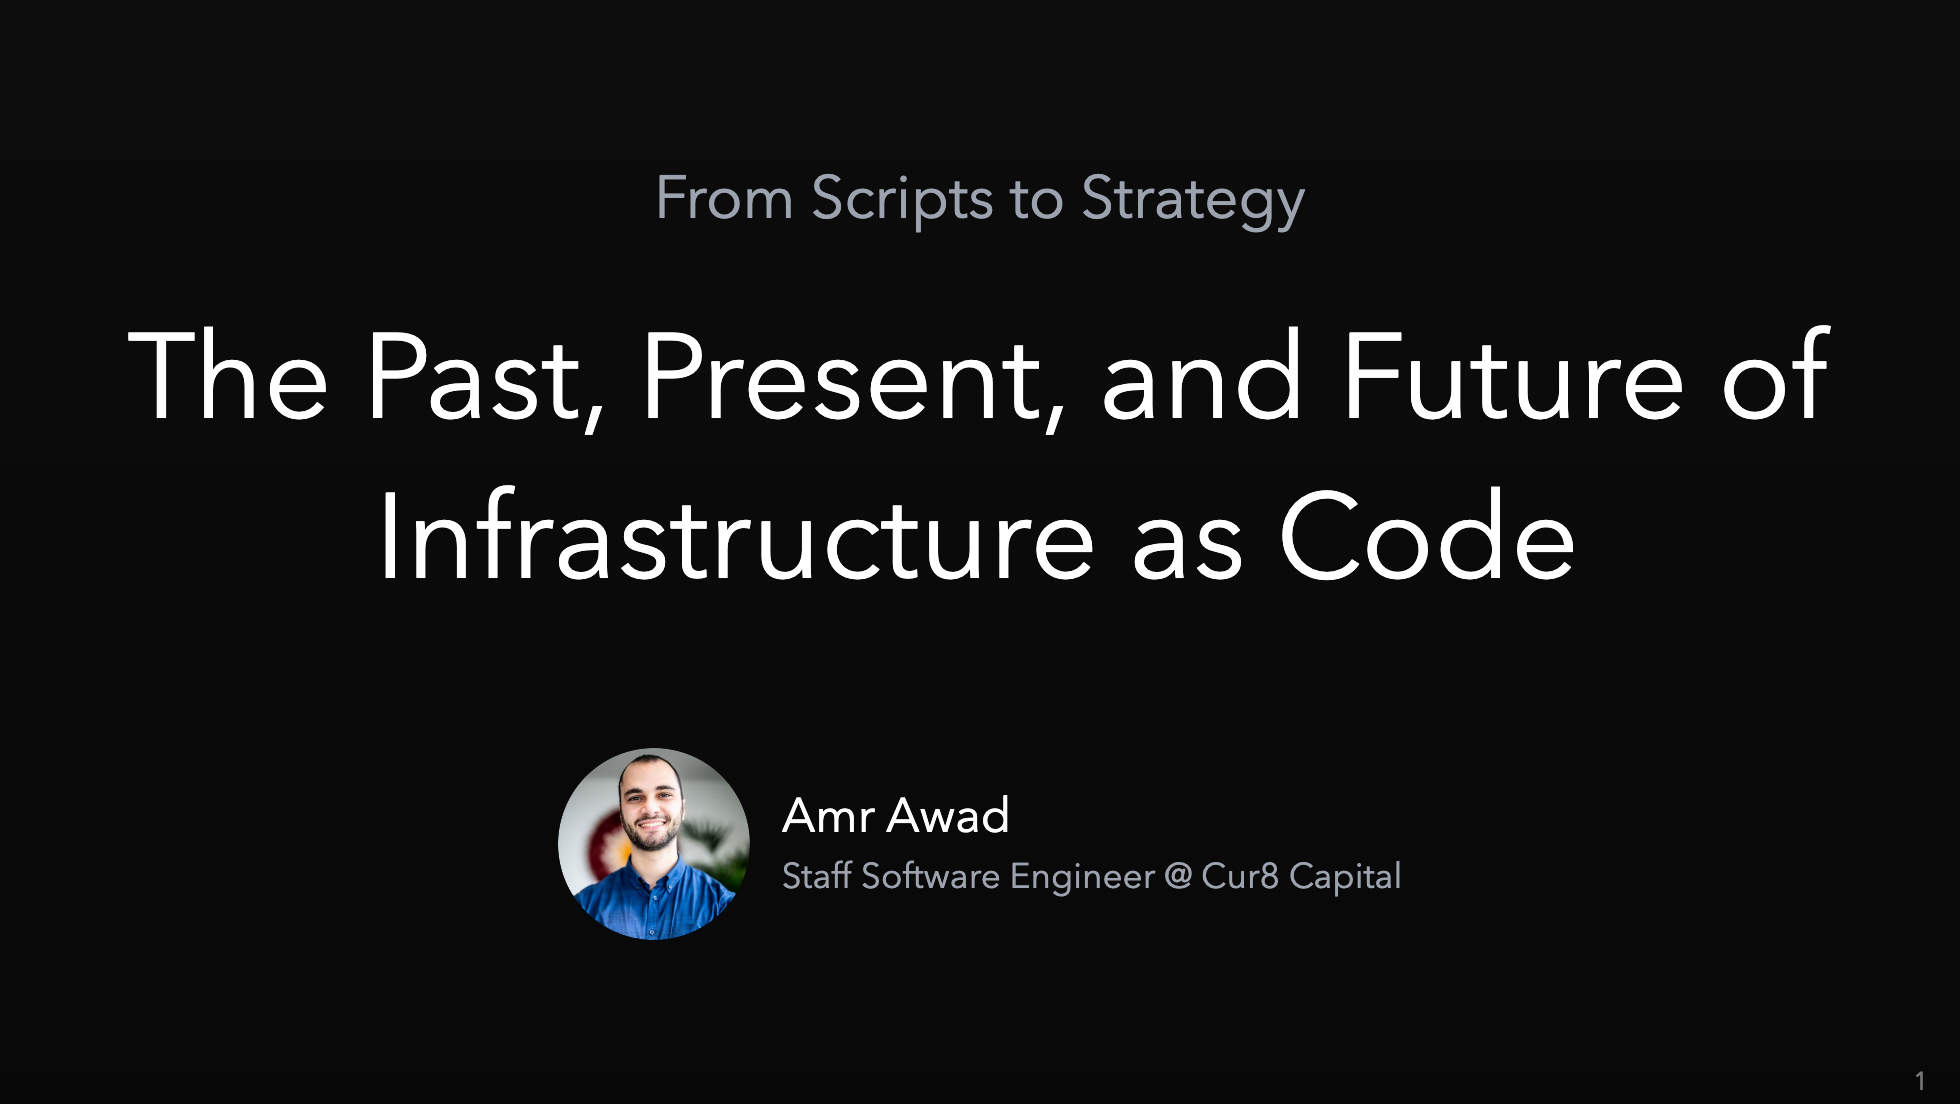 From Scripts to Strategy
The Past, Present, and Future of
Infrastructure as Code
Amr Awad
Staff Software Engineer @ Cur8 Capital
1